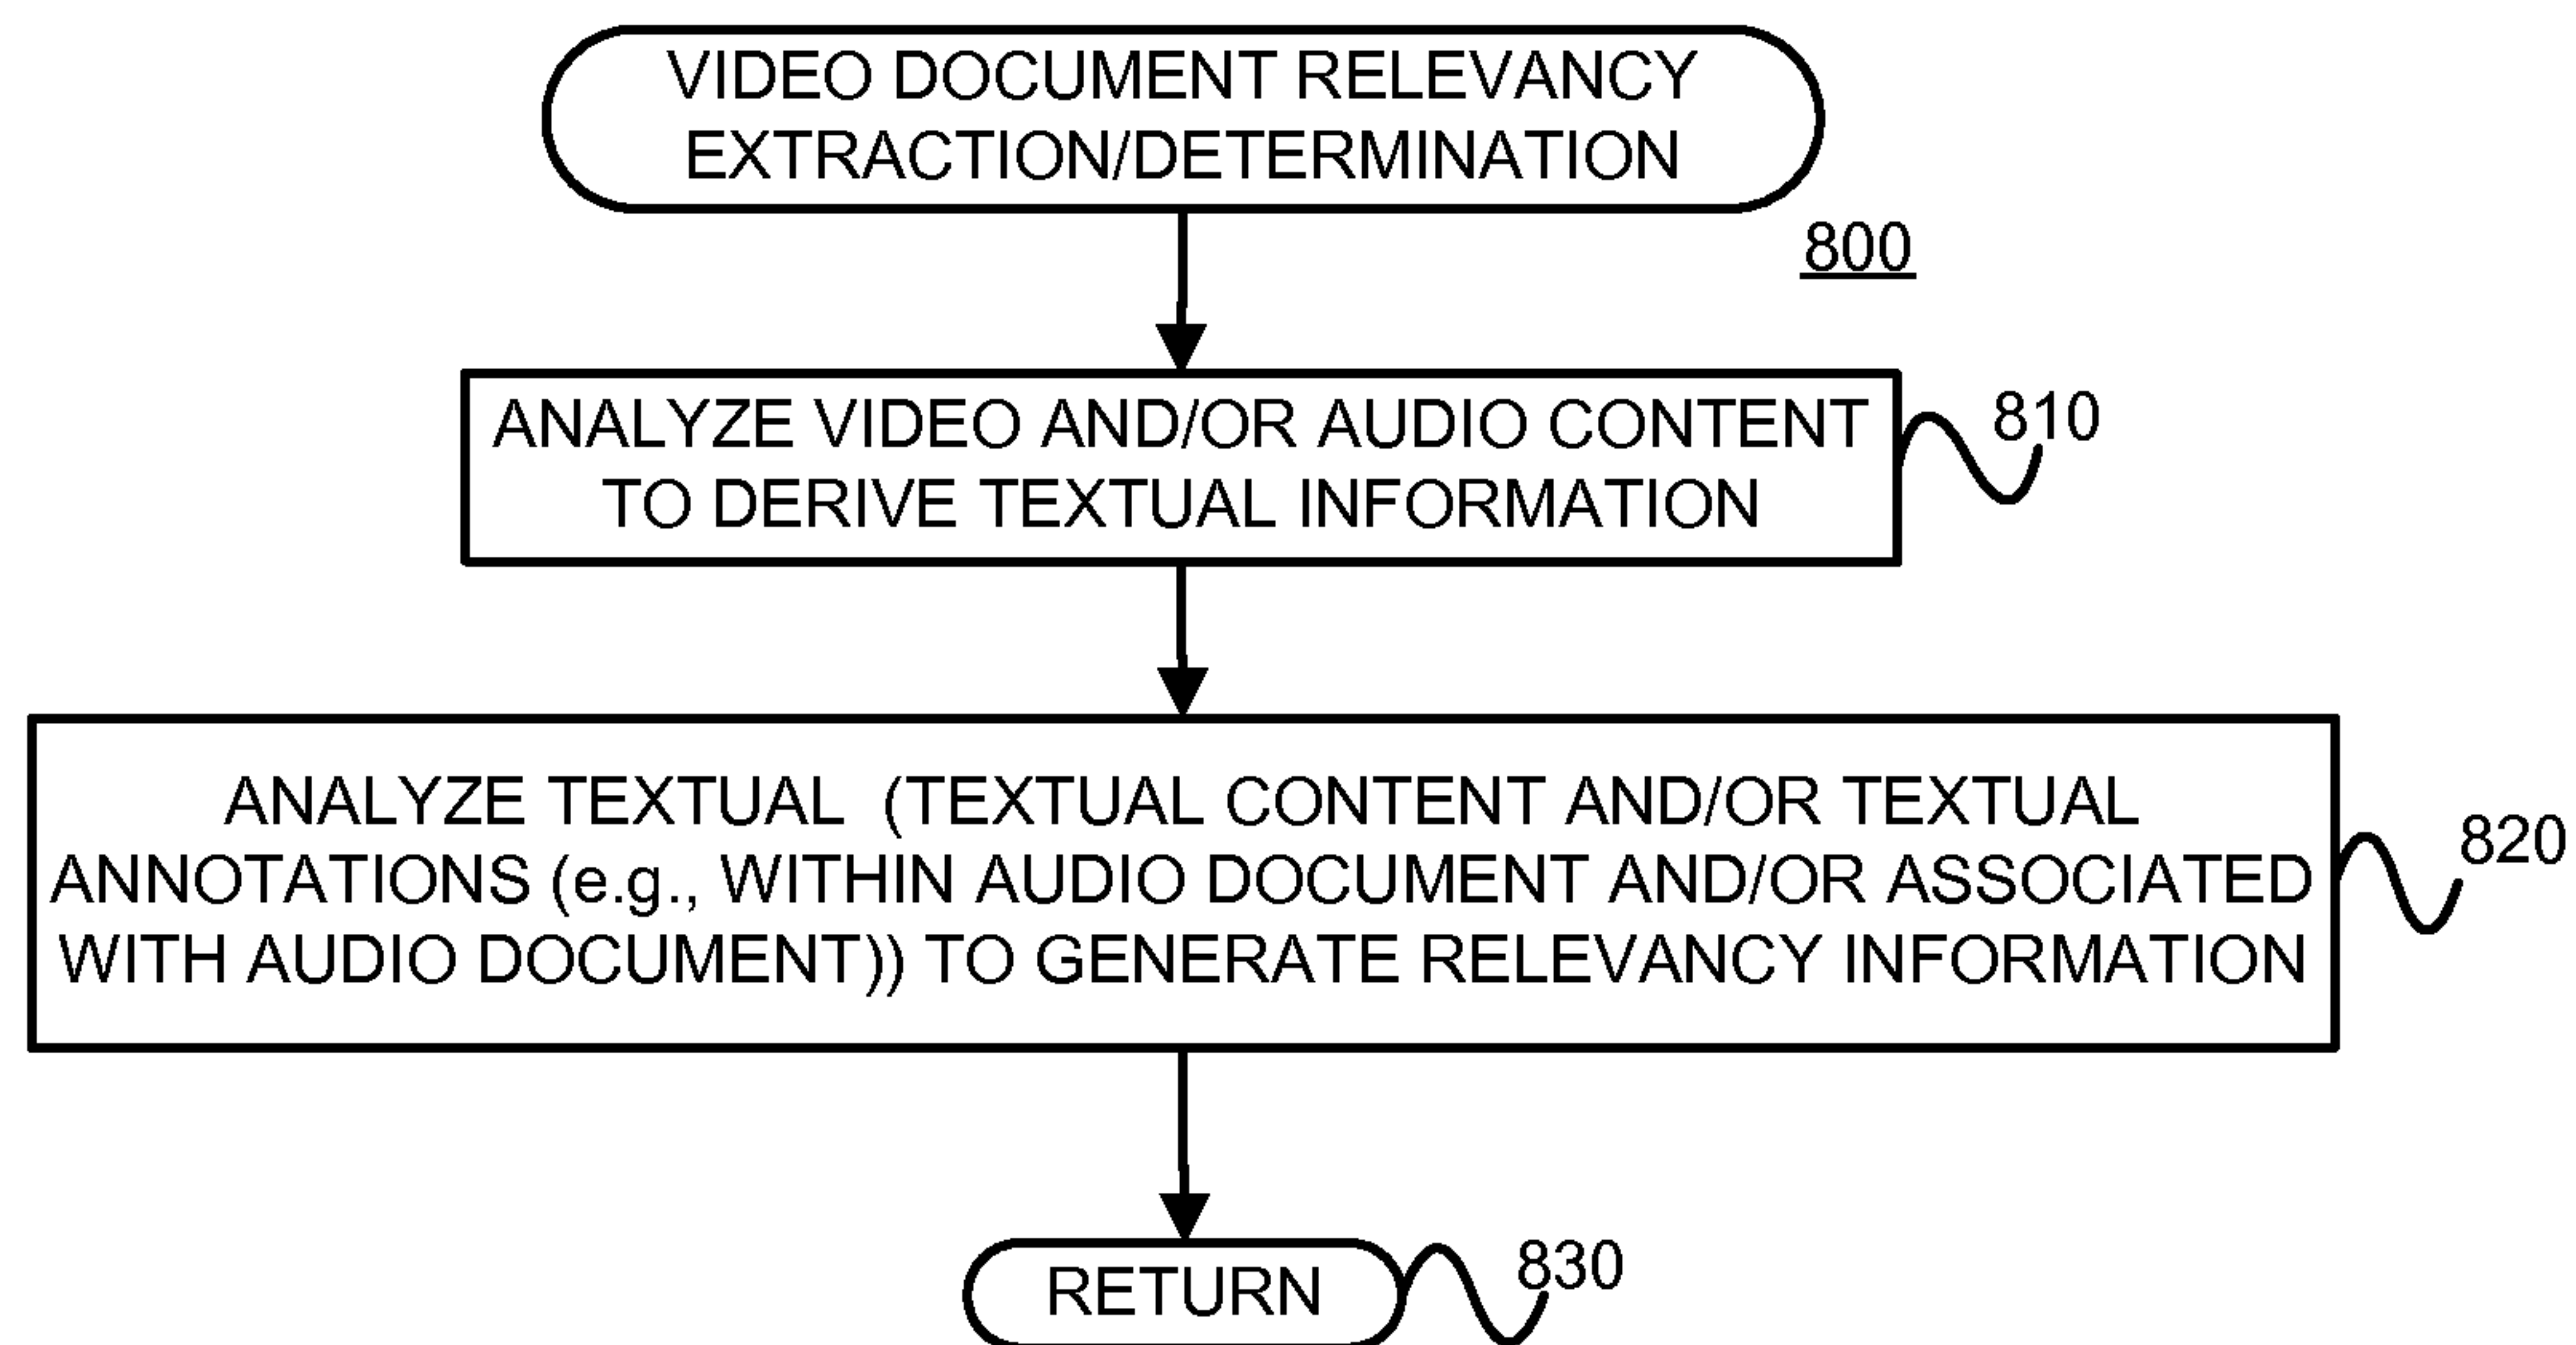 VIDEO DOCUMENT RELEVANCY
EXTRACTION/DETERMINATION
800
ANALYZE VIDEO AND/OR AUDIO CONTENT
TO DERIVE TEXTUAL INFORMATION
810
ANALYZE TEXTUAL (TEXTUAL CONTENT AND/OR TEXTUAL
ANNOTATIONS (e.g., WITHIN AUDIO DOCUMENT AND/OR ASSOCIATED
WITH AUDIO DOCUMENT)) TO GENERATE RELEVANCY INFORMATION
820
RETURN
830